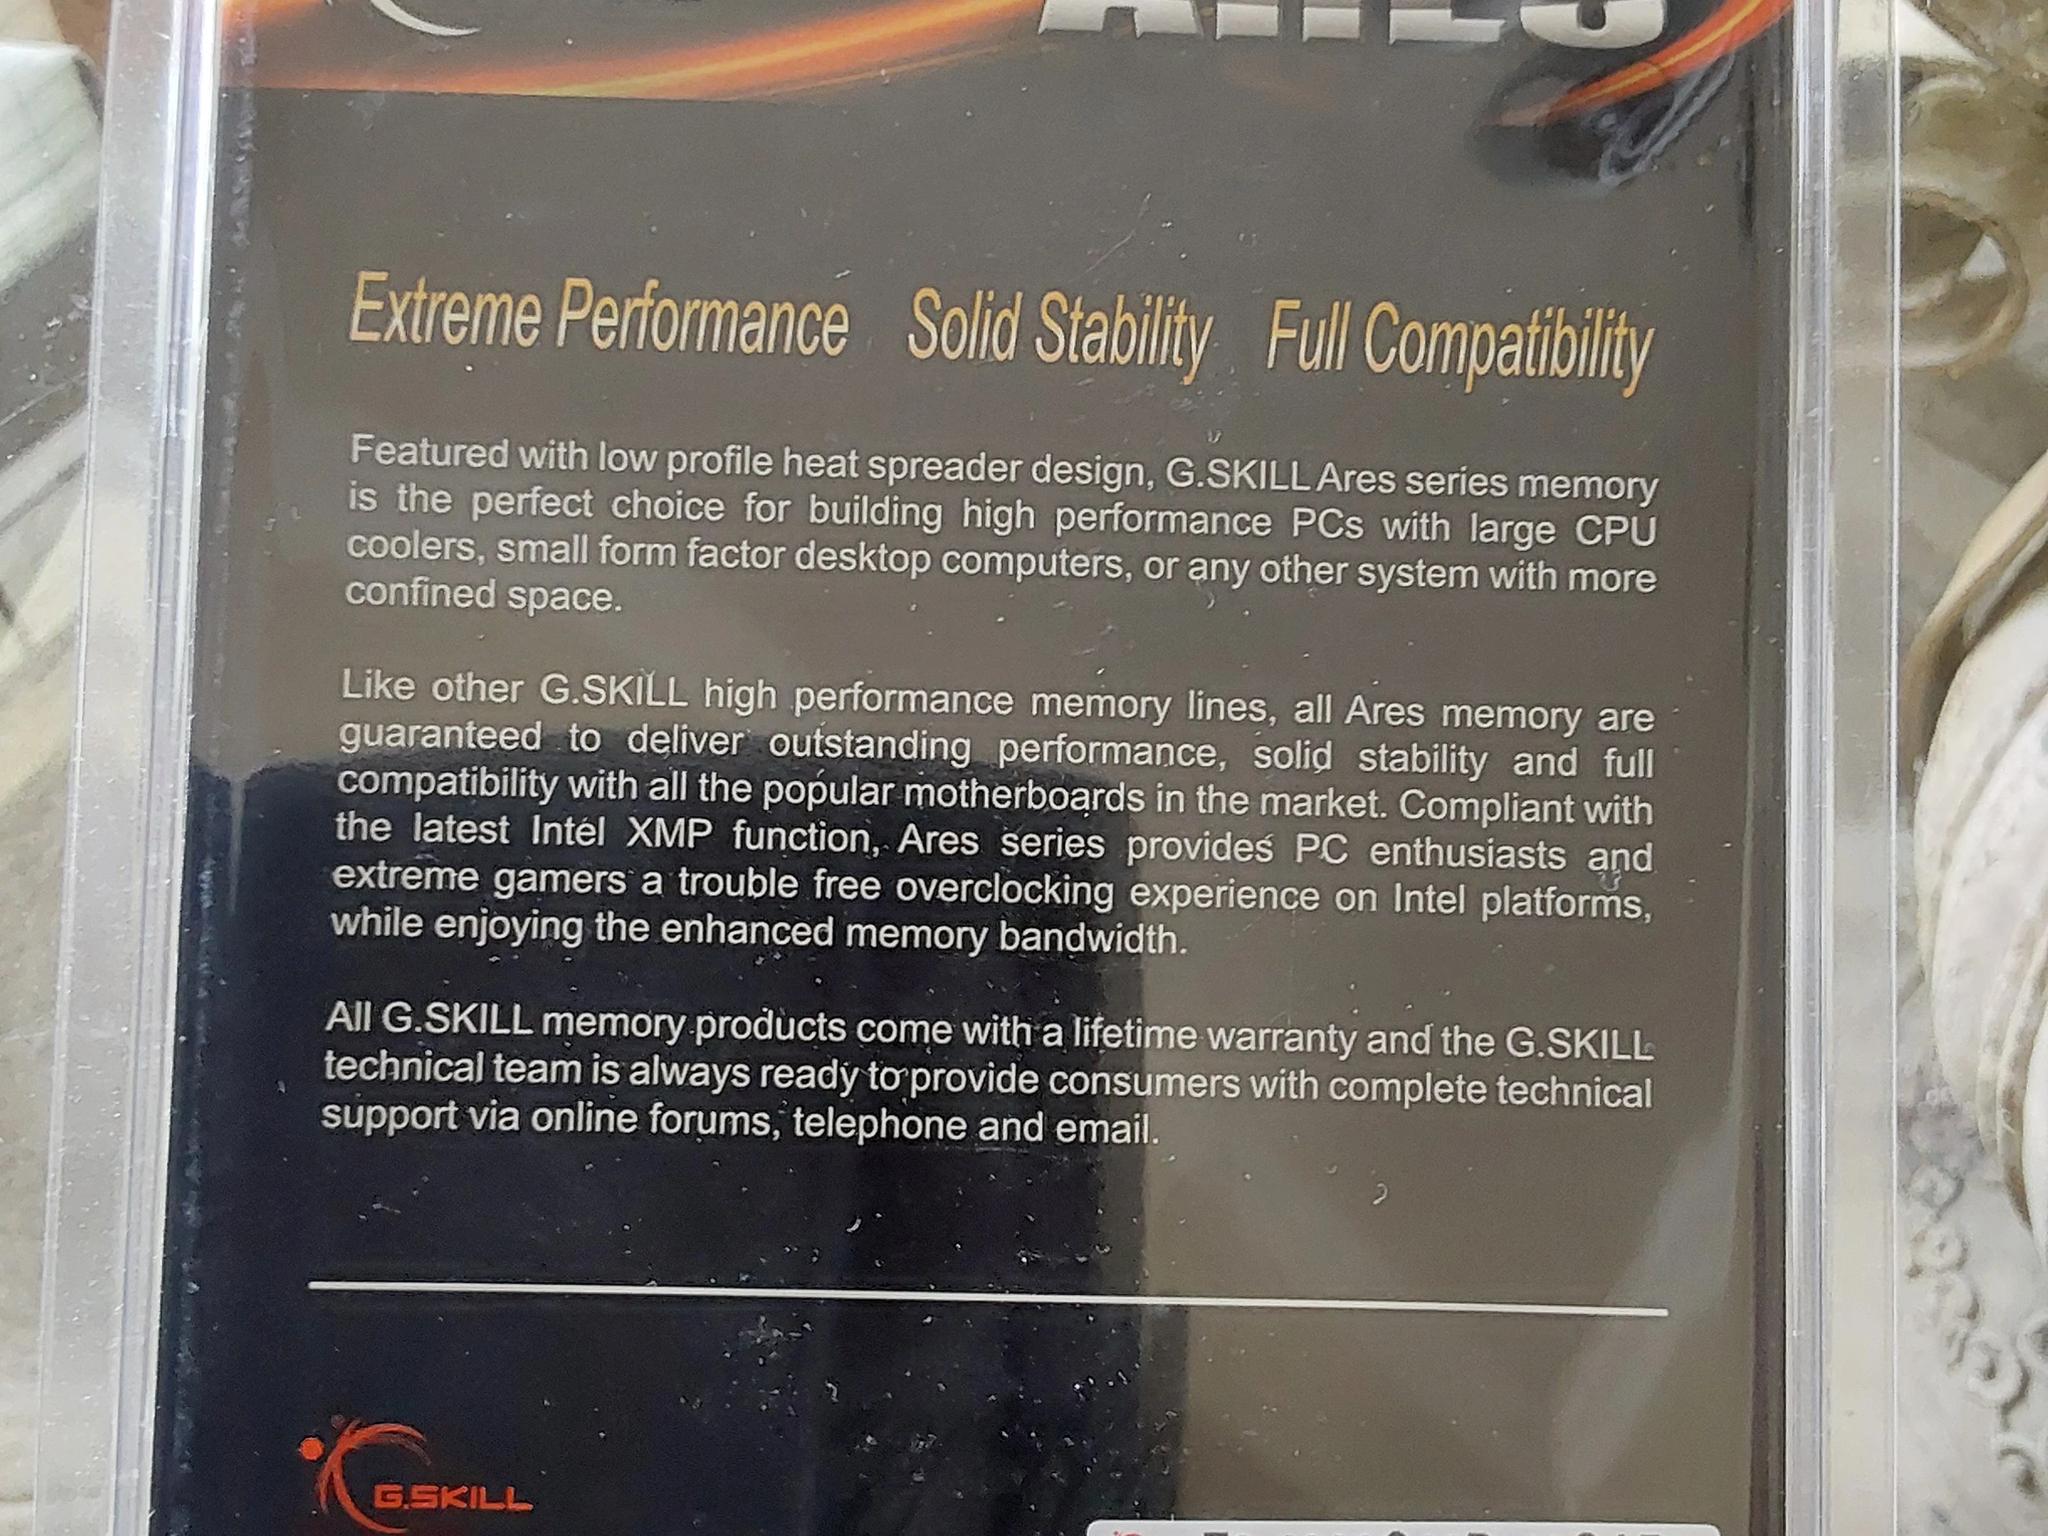 ARES
Extreme Performance Solid Stability Full Compatibility
Featured with low profile heat spreader design, G.SKILL Ares series memory
is the perfect choice for building high performance PCs with large CPU
coolers, small form factor desktop computers, or any other system with more
confined space.
Like other G.SKILL high performance memory lines, all Ares memory are
guaranteed to deliver outstanding performance, solid stability and full
compatibility with all the popular motherboards in the market. Compliant with
the latest Intel XMP function, Ares series provides PC enthusiasts and
extreme gamers a trouble free overclocking experience on Intel platforms,
while enjoying the enhanced memory bandwidth.
All G.SKILL memory products come with a lifetime warranty and the G.SKILL
technical team is always ready to provide consumers with complete technical
support via online forums, telephone and email.
G.SKILL